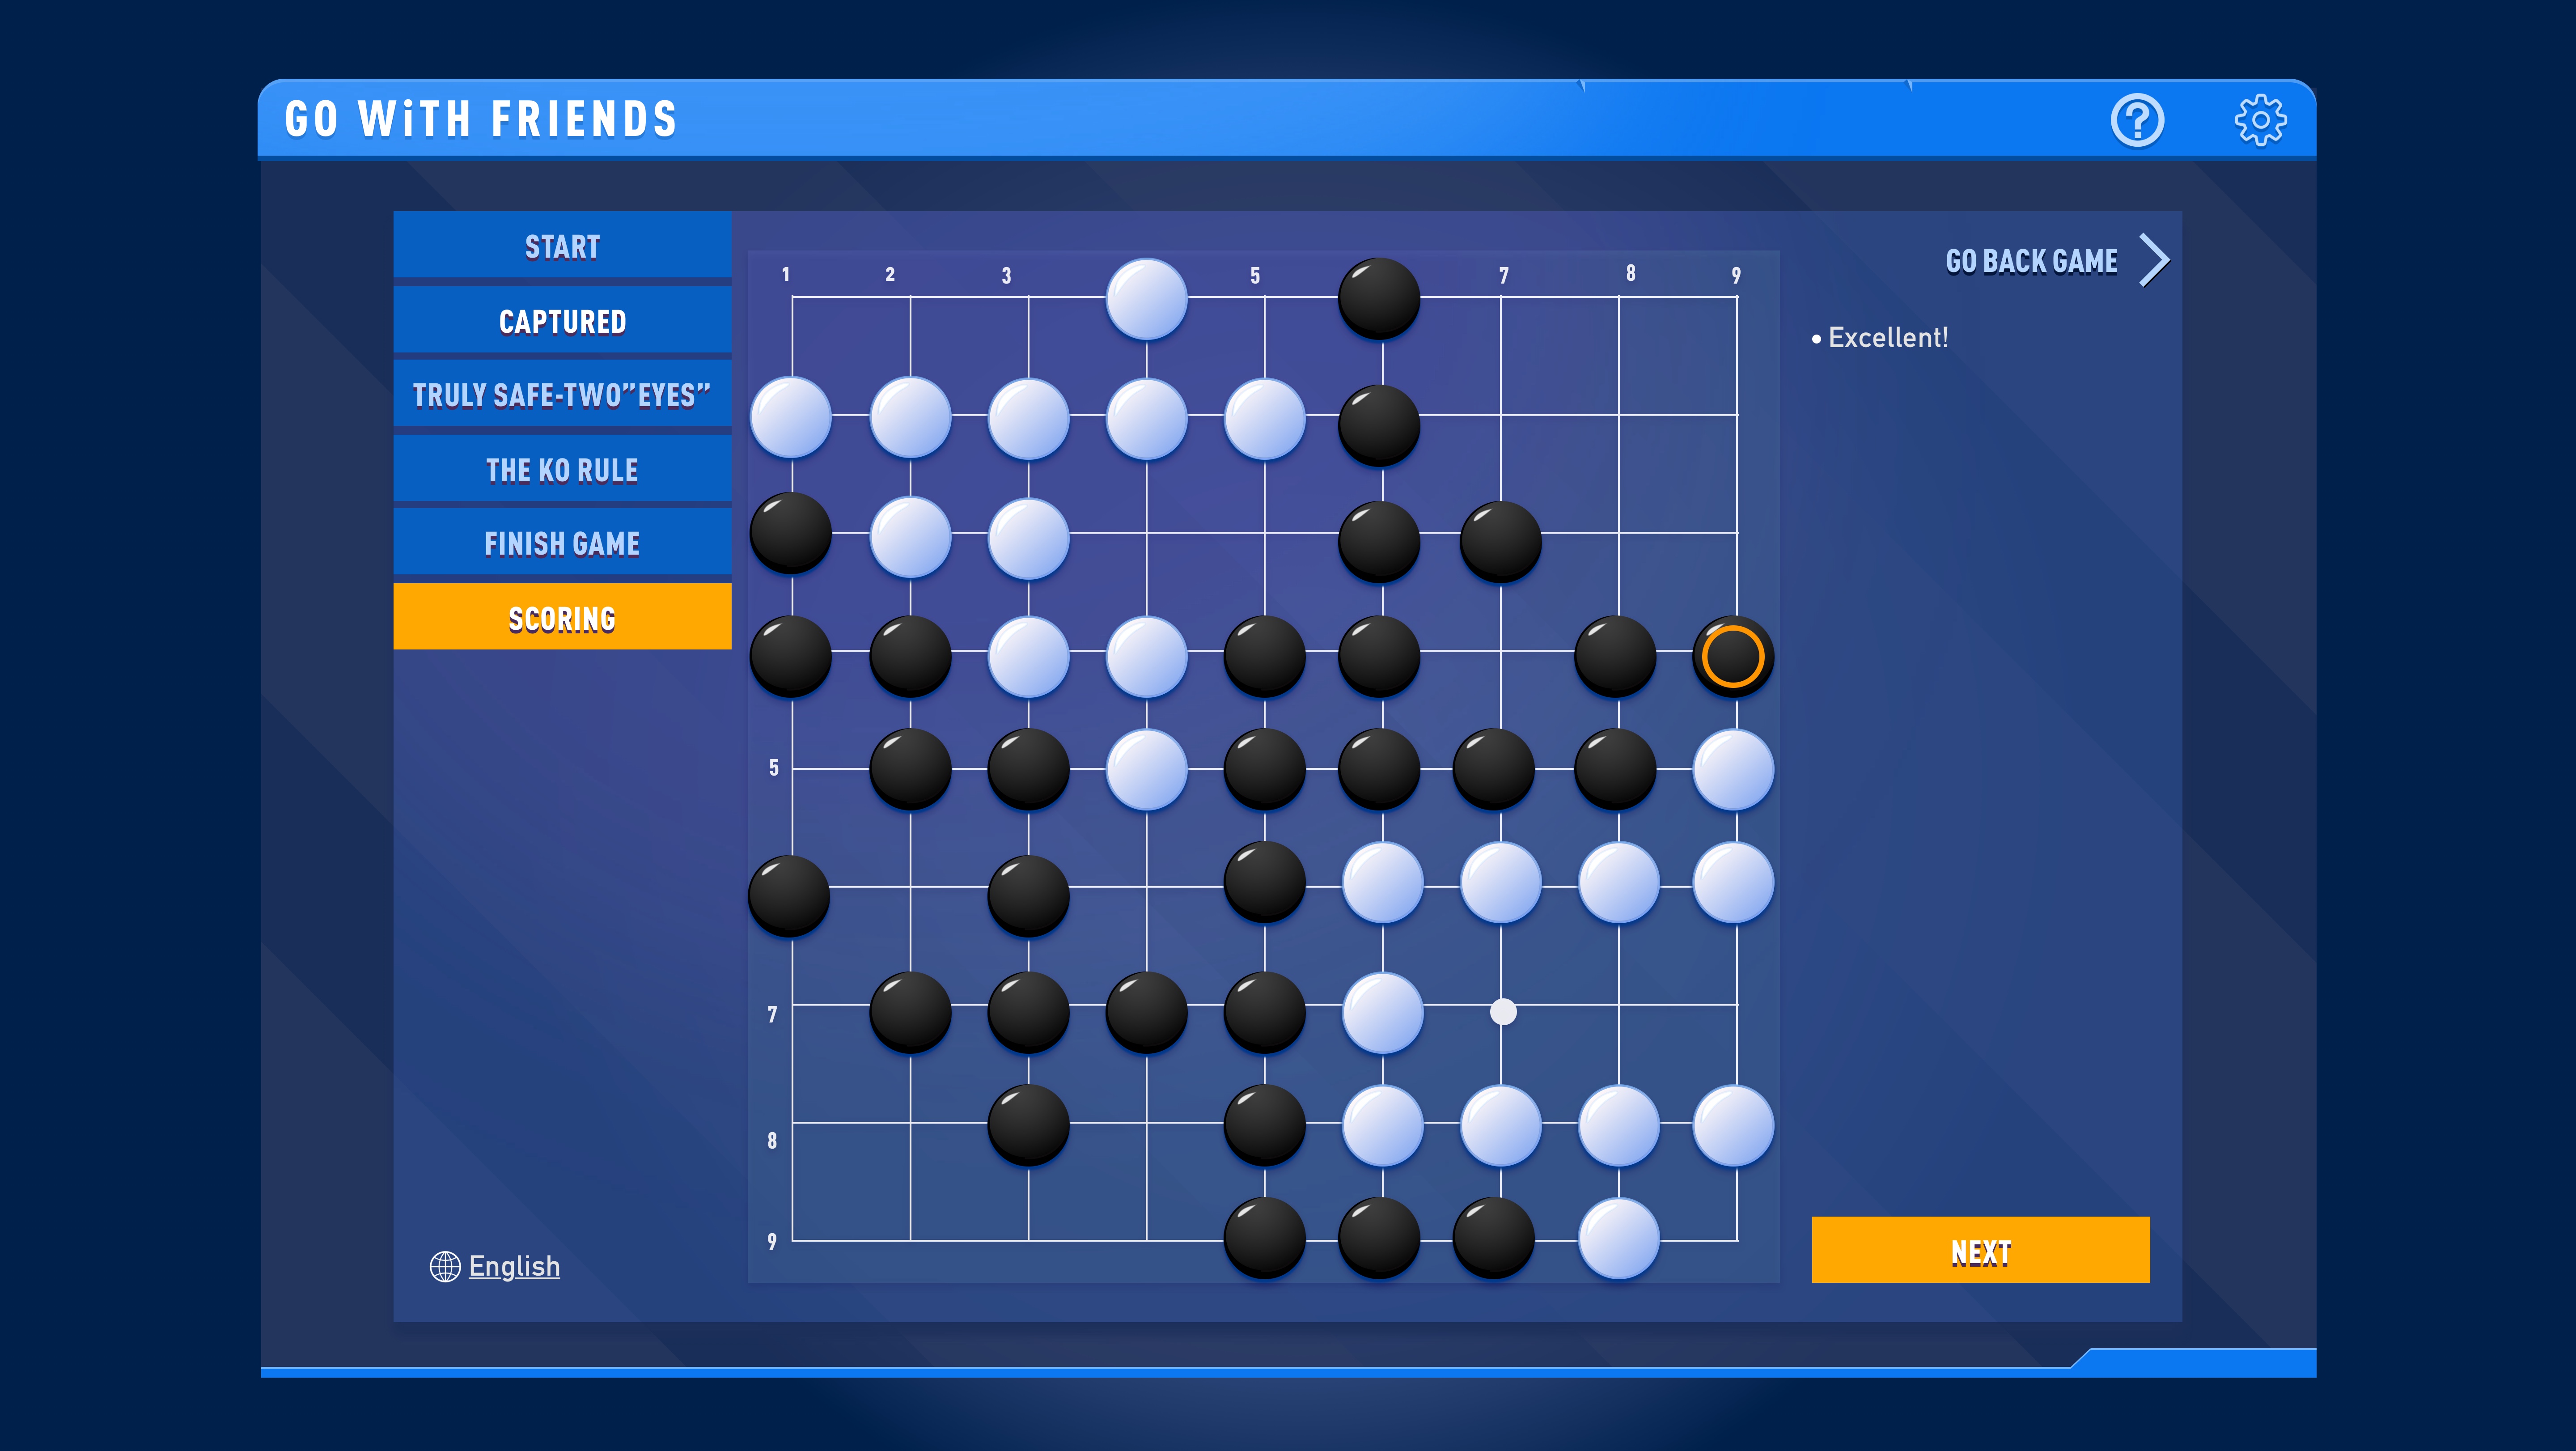 GO WiTH FRIENDS
START
CAPTURED
TRULY SAFE-TWO”EYES”
THE KO RULE
FINISH GAME
SCORING
English
1 2 3 5 7 8 9
5
7
8
9
GO BACK GAME
• Excellent!
NEXT